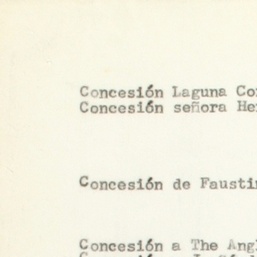 Concesión Laguna
Concesión señora
Concesión de
Concesión a The